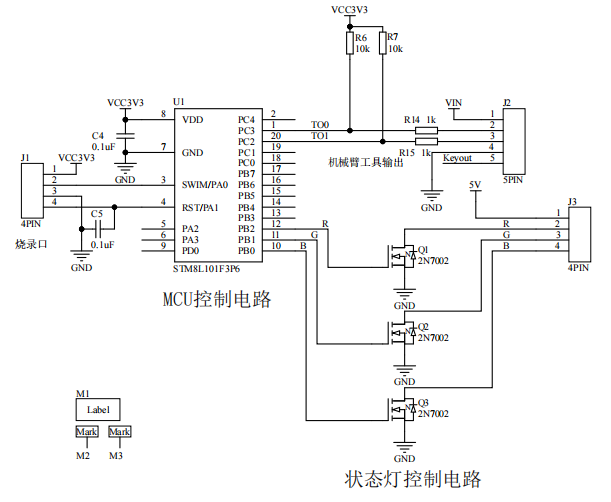 VCC3V3
R6
10k
R7
10k
VCC3V3
U1
8 VDD
PC4 2
PC3 1 TO0
R14 1k
VIN
J2
1
2
3
4
5
5PIN
C4
0.1uF
PC2 20 TO1
R15 1k
7 GND
PC1 19
PC0 18
机械臂工具输出
Keyout
GND
GND
J1
VCC3V3
1
2
3
4
4PIN
烧录口
3 SWIM/PA0
PB7 17
PB6 16
PB5 15
4 RST/PA1
PB4 14
PB3 13
C5
0.1uF
GND
5 PA2
6 PA3
9 PD0
PB2 12 R
PB1 11 G
PB0 10 B
STM8L101F3P6
MCU控制电路
5V
J3
1
R 2
G 3
B 4
4PIN
Q1
2N7002
GND
Q2
2N7002
GND
Q3
2N7002
GND
M1
Label
Mark
Mark
M2
M3
状态灯控制电路